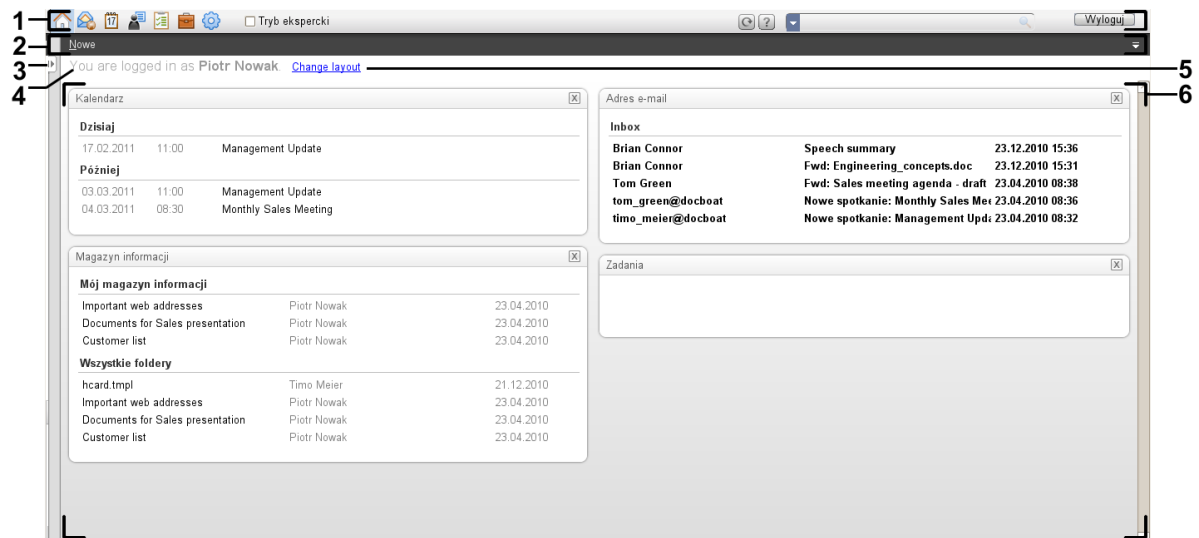 1
17
Tryb ekspercki
?
Wyloguj
2
Nowe
3
4
You are logged in as Piotr Nowak. Change layout
5
6
Kalendarz
X
Dzisiaj
17.02.2011 11:00 Management Update
Później
03.03.2011 11:00 Management Update
04.03.2011 08:30 Monthly Sales Meeting
Adres e-mail
X
Inbox
Brian Connor Speech summary 23.12.2010 15:36
Brian Connor Fwd: Engineering_concepts.doc 23.12.2010 15:31
Tom Green Fwd: Sales meeting agenda - draft 23.04.2010 08:38
tom_green@docboat Nowe spotkanie: Monthly Sales Mee 23.04.2010 08:36
timo_meier@docboat Nowe spotkanie: Management Upda 23.04.2010 08:32
Magazyn informacji
X
Mój magazyn informacji
Important web addresses Piotr Nowak 23.04.2010
Documents for Sales presentation Piotr Nowak 23.04.2010
Customer list Piotr Nowak 23.04.2010
Wszystkie foldery
hcard.tmpl Timo Meier 21.12.2010
Important web addresses Piotr Nowak 23.04.2010
Documents for Sales presentation Piotr Nowak 23.04.2010
Customer list Piotr Nowak 23.04.2010
Zadania
X